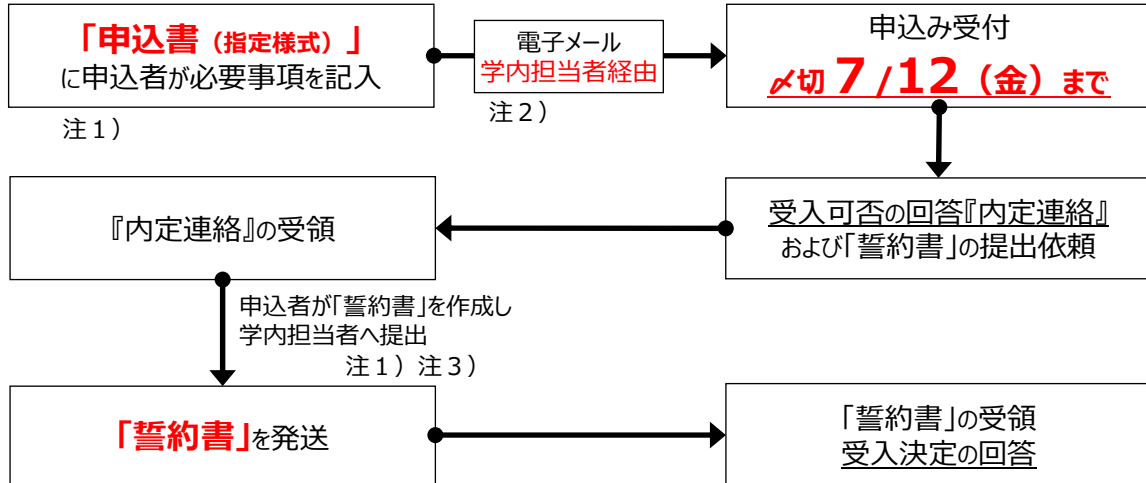 「申込書（指定様式）」
に申込者が必要事項を記入
注１）
電子メール
学内担当者経由
注２）
申込み受付
〆切 7 /12（金）まで
受入可否の回答『内定連絡』
および「誓約書」の提出依頼
『内定連絡』の受領
申込者が「誓約書」を作成し
学内担当者へ提出
注１）注３）
「誓約書」を発送
「誓約書」の受領
受入決定の回答